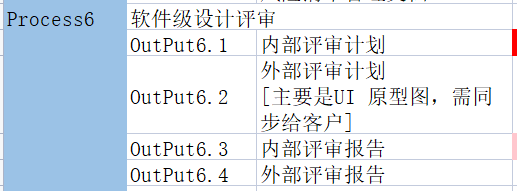 Process6 软件级设计评审
OutPut6.1 内部评审计划
外部评审计划
OutPut6.2 [主要是UI 原型图，需同
步给客户]
OutPut6.3 内部评审报告
OutPut6.4 外部评审报告